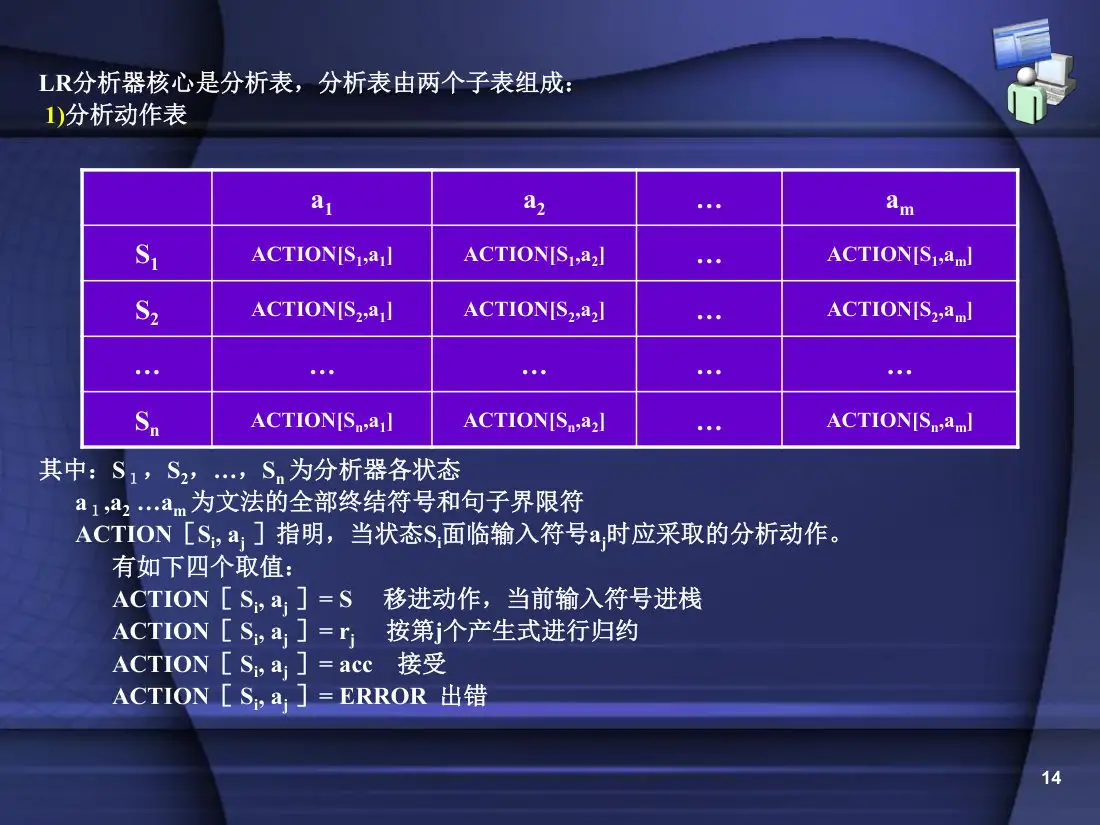 LR分析器核心是分析表，分析表由两个子表组成：
1)分析动作表
a1 a2 … am
S1 ACTION[S1,a1] ACTION[S1,a2] … ACTION[S1,am]
S2 ACTION[S2,a1] ACTION[S2,a2] … ACTION[S2,am]
… … … … …
Sn ACTION[Sn,a1] ACTION[Sn,a2] … ACTION[Sn,am]
其中：S１，S2，…，Sn为分析器各状态
a１,a2 …am为文法的全部终结符号和句子界限符
ACTION［Si, aj ］指明，当状态Si面临输入符号aj时应采取的分析动作。
有如下四个取值：
ACTION［ Si, aj ］= S 移进动作，当前输入符号进栈
ACTION［ Si, aj ］= rj 按第j个产生式进行归约
ACTION［ Si, aj ］= acc 接受
ACTION［ Si, aj ］= ERROR 出错
14